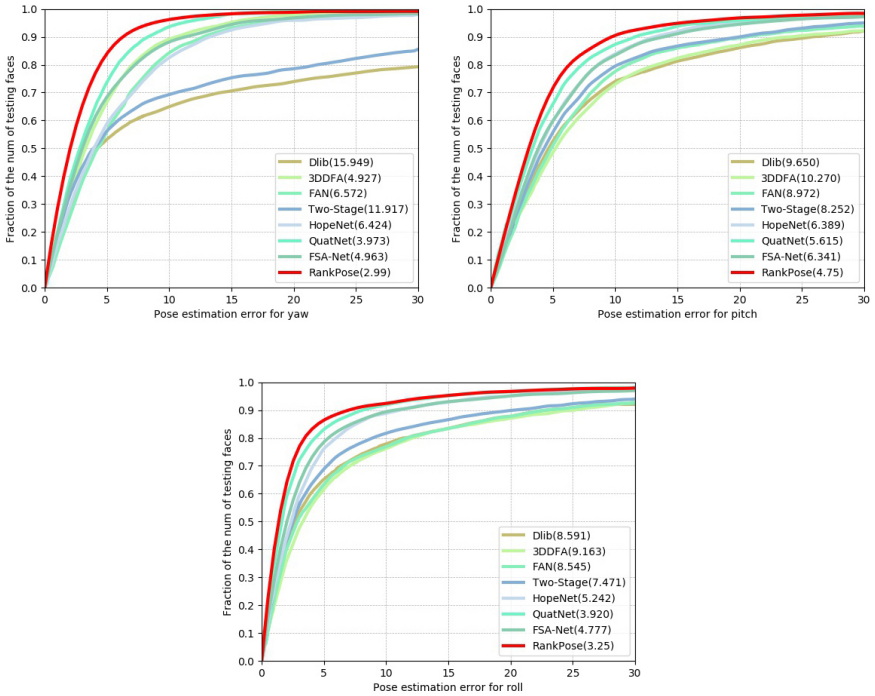 1.0
0.9
0.8
0.7
0.6
0.5
0.4
0.3
0.2
0.1
0.0
Fraction of the num of testing faces
Dlib(15.949)
3DDFA(4.927)
FAN(6.572)
Two-Stage(11.917)
HopeNet(6.424)
QuatNet(3.973)
FSA-Net(4.963)
RankPose(2.99)
0 5 10 15 20 25 30
Pose estimation error for yaw
1.0
0.9
0.8
0.7
0.6
0.5
0.4
0.3
0.2
0.1
0.0
Fraction of the num of testing faces
Dlib(9.650)
3DDFA(10.270)
FAN(8.972)
Two-Stage(8.252)
HopeNet(6.389)
QuatNet(5.615)
FSA-Net(6.341)
RankPose(4.75)
0 5 10 15 20 25 30
Pose estimation error for pitch
1.0
0.9
0.8
0.7
0.6
0.5
0.4
0.3
0.2
0.1
0.0
Fraction of the num of testing faces
Dlib(8.591)
3DDFA(9.163)
FAN(8.545)
Two-Stage(7.471)
HopeNet(5.242)
QuatNet(3.920)
FSA-Net(4.777)
RankPose(3.25)
0 5 10 15 20 25 30
Pose estimation error for roll